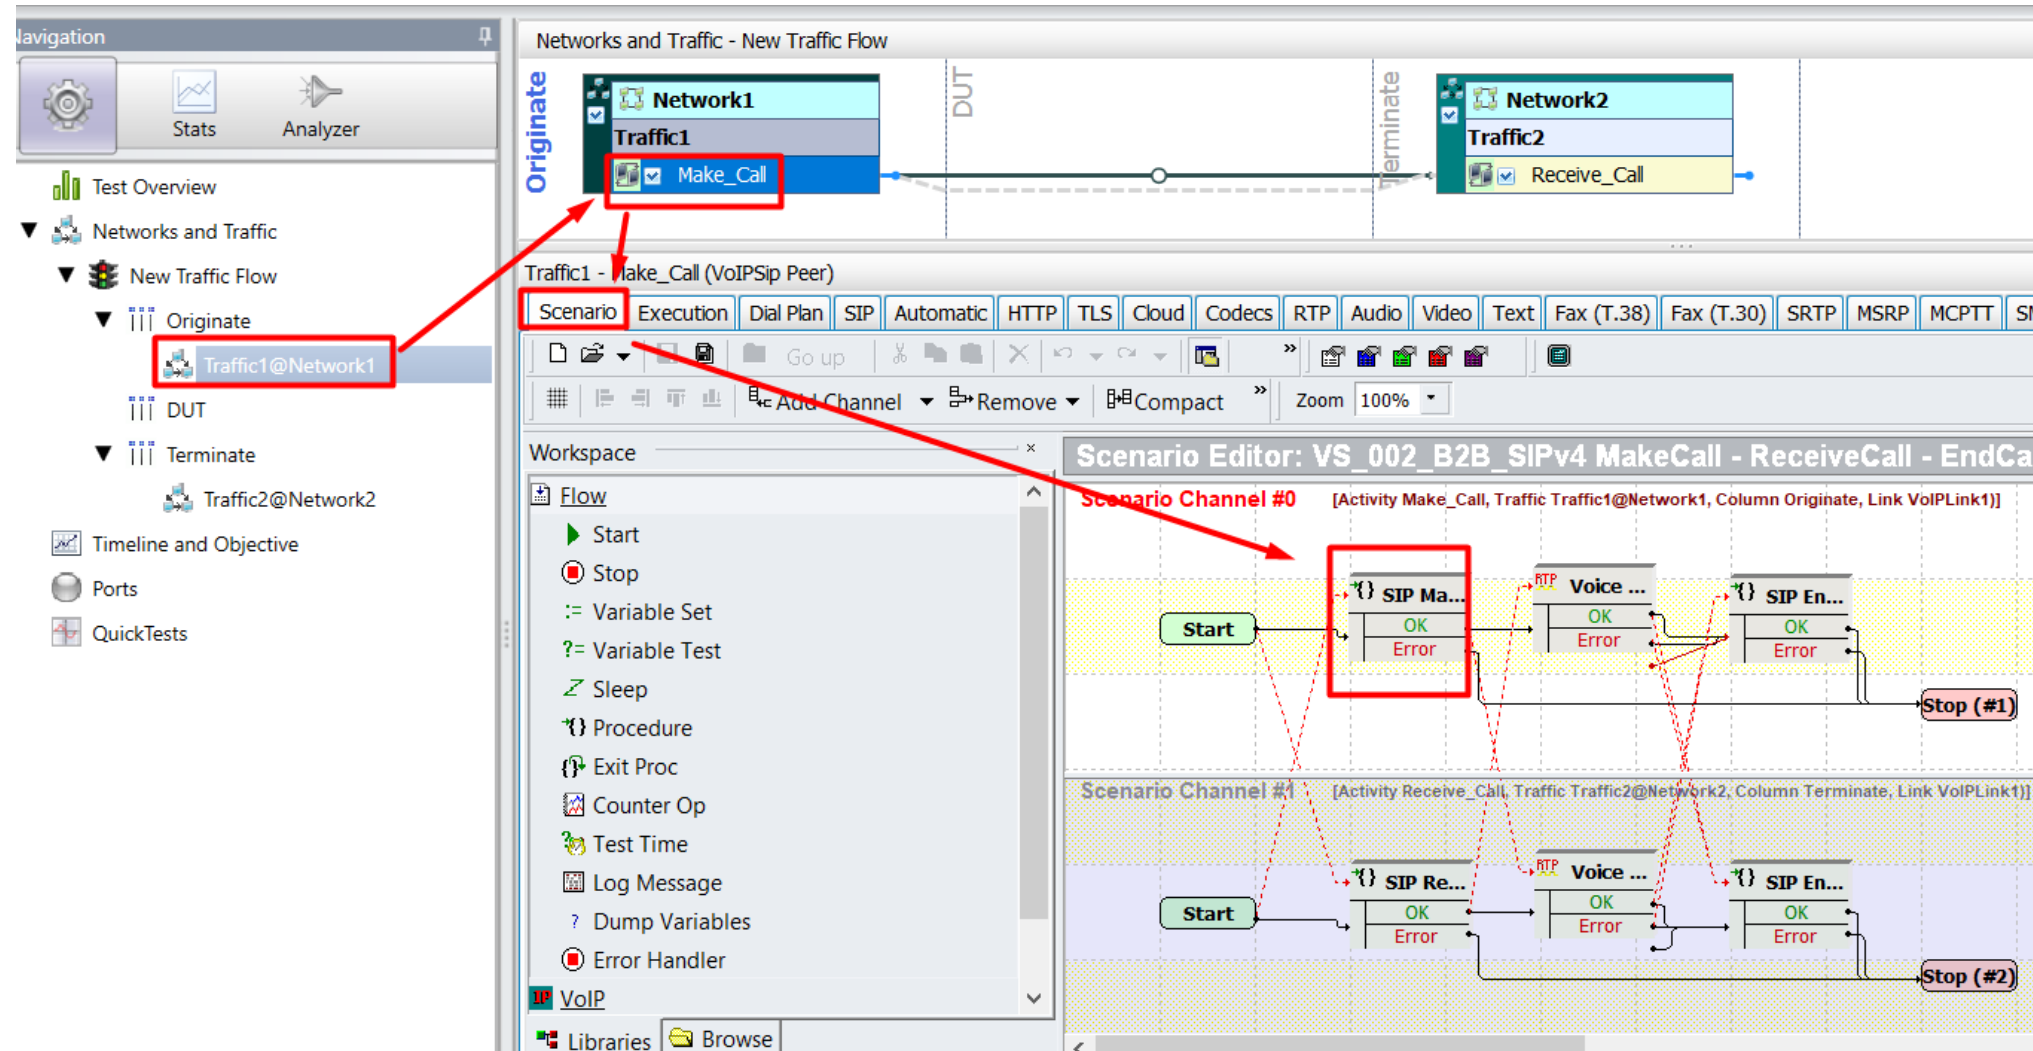 Navigation
Stats
Analyzer
Test Overview
Networks and Traffic
New Traffic Flow
Originate
Traffic1@Network1
DUT
Terminate
Traffic2@Network2
Timeline and Objective
Ports
QuickTests
Networks and Traffic - New Traffic Flow
Originate
Network1
Traffic1
Make_Call
DUT
Terminate
Network2
Traffic2
Receive_Call
Traffic1 - Make_Call (VoIPSip Peer)
Scenario Execution Dial Plan SIP Automatic HTTP TLS Cloud Codecs RTP Audio Video Text Fax (T.38) Fax (T.30) SRTP MSRP MCPTT
Go up
Add Channel Remove Compact Zoom 100%
Workspace
Flow
Start
Stop
:= Variable Set
?= Variable Test
Sleep
Procedure
Exit Proc
Counter Op
Test Time
Log Message
? Dump Variables
Error Handler
VoIP
Libraries Browse
Scenario Editor: VS_002_B2B_SIPv4 MakeCall - ReceiveCall - EndCa
Scenario Channel #0 [Activity Make_Call, Traffic Traffic1@Network1, Column Originate, Link VoIPLink1)]
Start
SIP Ma...
OK
Error
RTP Voice ...
OK
Error
SIP En...
OK
Error
Stop (#1)
Scenario Channel #1 [Activity Receive_Call, Traffic Traffic2@Network2, Column Terminate, Link VoIPLink1)]
Start
SIP Re...
OK
Error
RTP Voice ...
OK
Error
SIP En...
OK
Error
Stop (#2)